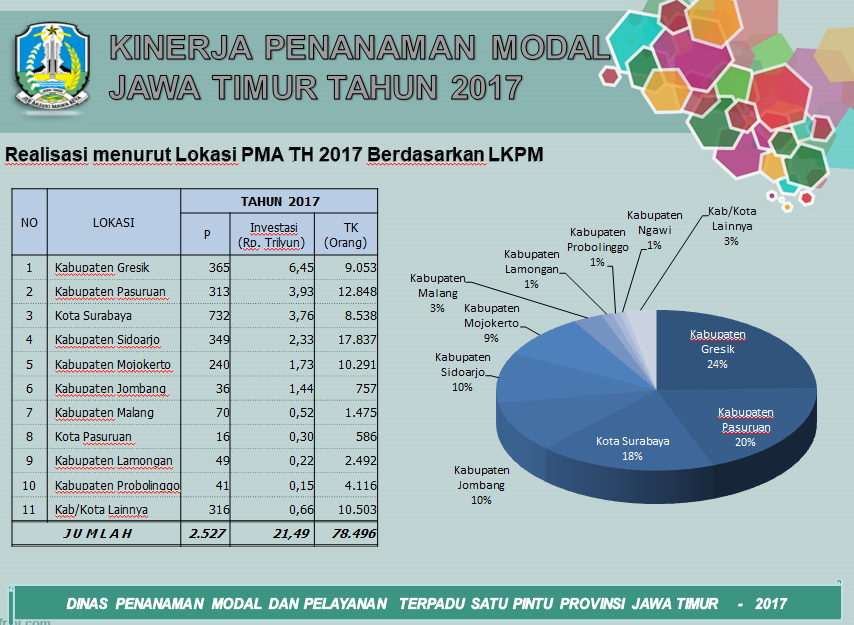 KINERJA PENANAMAN MODAL
JAWA TIMUR TAHUN 2017
Realisasi menurut Lokasi PMA TH 2017 Berdasarkan LKPM
NO LOKASI TAHUN 2017
P Investasi (Rp. Trilyun) TK (Orang)
1 Kabupaten Gresik 365 6,45 9.053
2 Kabupaten Pasuruan 313 3,93 12.848
3 Kota Surabaya 732 3,76 8.538
4 Kabupaten Sidoarjo 349 2,33 17.837
5 Kabupaten Mojokerto 240 1,73 10.291
6 Kabupaten Jombang 36 1,44 757
7 Kabupaten Malang 70 0,52 1.475
8 Kota Pasuruan 16 0,30 586
9 Kabupaten Lamongan 49 0,22 2.492
10 Kabupaten Probolinggo 41 0,15 4.116
11 Kab/Kota Lainnya 316 0,66 10.503
J U M L A H 2.527 21,49 78.496
Kabupaten
Malang
3%
Kabupaten
Lamongan
1%
Kabupaten
Probolinggo
1%
Kabupaten
Ngawi
1%
Kab/Kota
Lainnya
3%
Kabupaten
Mojokerto
9%
Kabupaten
Sidoarjo
10%
Kabupaten
Jombang
10%
Kota Surabaya
18%
Kabupaten
Pasuruan
20%
Kabupaten
Gresik
24%
DINAS PENANAMAN MODAL DAN PELAYANAN TERPADU SATU PINTU PROVINSI JAWA TIMUR - 2017